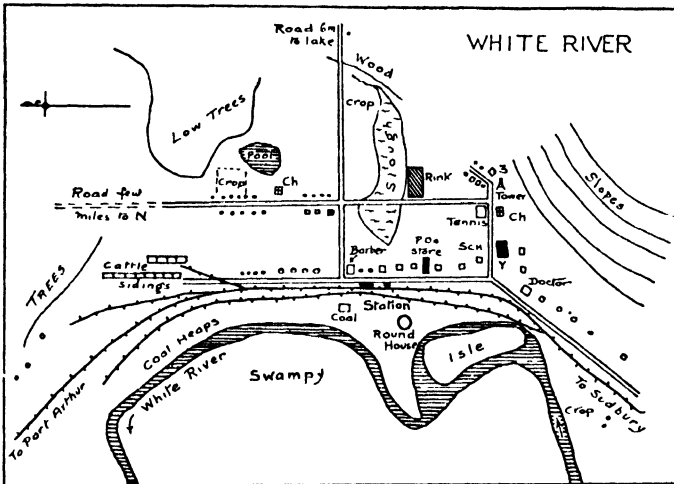 WHITE RIVER
Road 6m
to lake
Wood
Crop
Low Trees
Slough
Pool
Crop
Ch
Rink
3
Tower
Slopes
Road few
miles to N
Tennis
Ch
Barber
P.O &
Store
Sch
Y
Cattle
Sidings
Doctor
TREES
Station
Coal
Round
House
Isle
Coal Heaps
White River
Swampy
To Port Arthur
To Sudbury
Crop